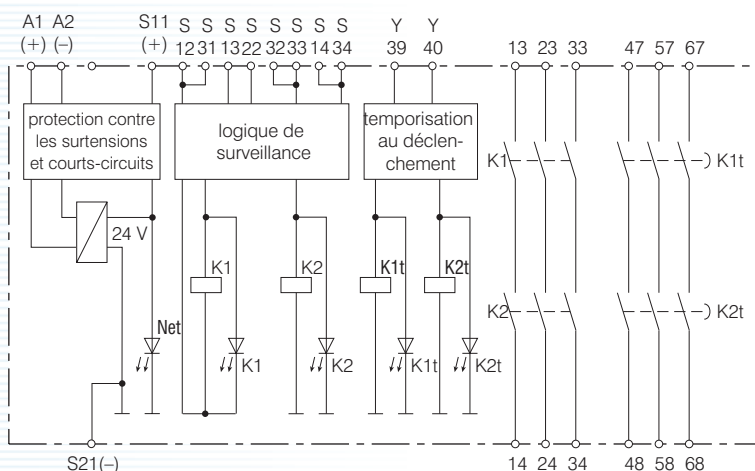 A1 A2 S11 S S S S S S S S Y Y
(+) (–) (+) 12 31 13 22 32 33 14 34 39 40 13 23 33 47 57 67
protection contre
les surtensions
et courts-circuits
logique de
surveillance
temporisation
au déclen-
chement
K1 K1t
24 V
K1 K2 K1t K2t
K2 K2t
Net
K1 K2 K1t K2t
S21(–) 14 24 34 48 58 68